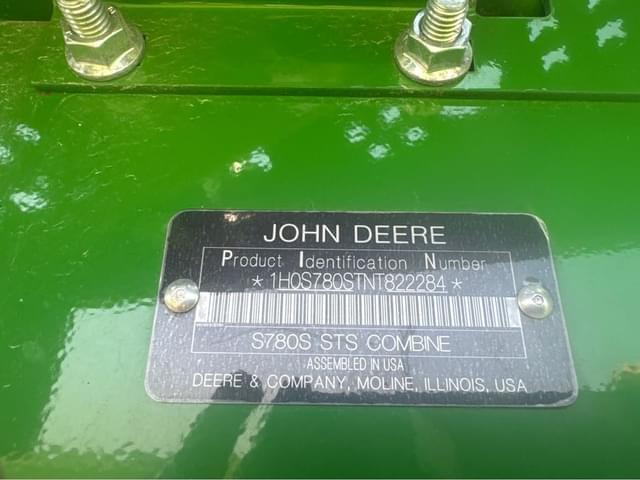 JOHN DEERE
Product Identification Number
*1H0S780STNT822284*
S780S STS COMBINE
ASSEMBLED IN USA
DEERE & COMPANY, MOLINE, ILLINOIS, USA